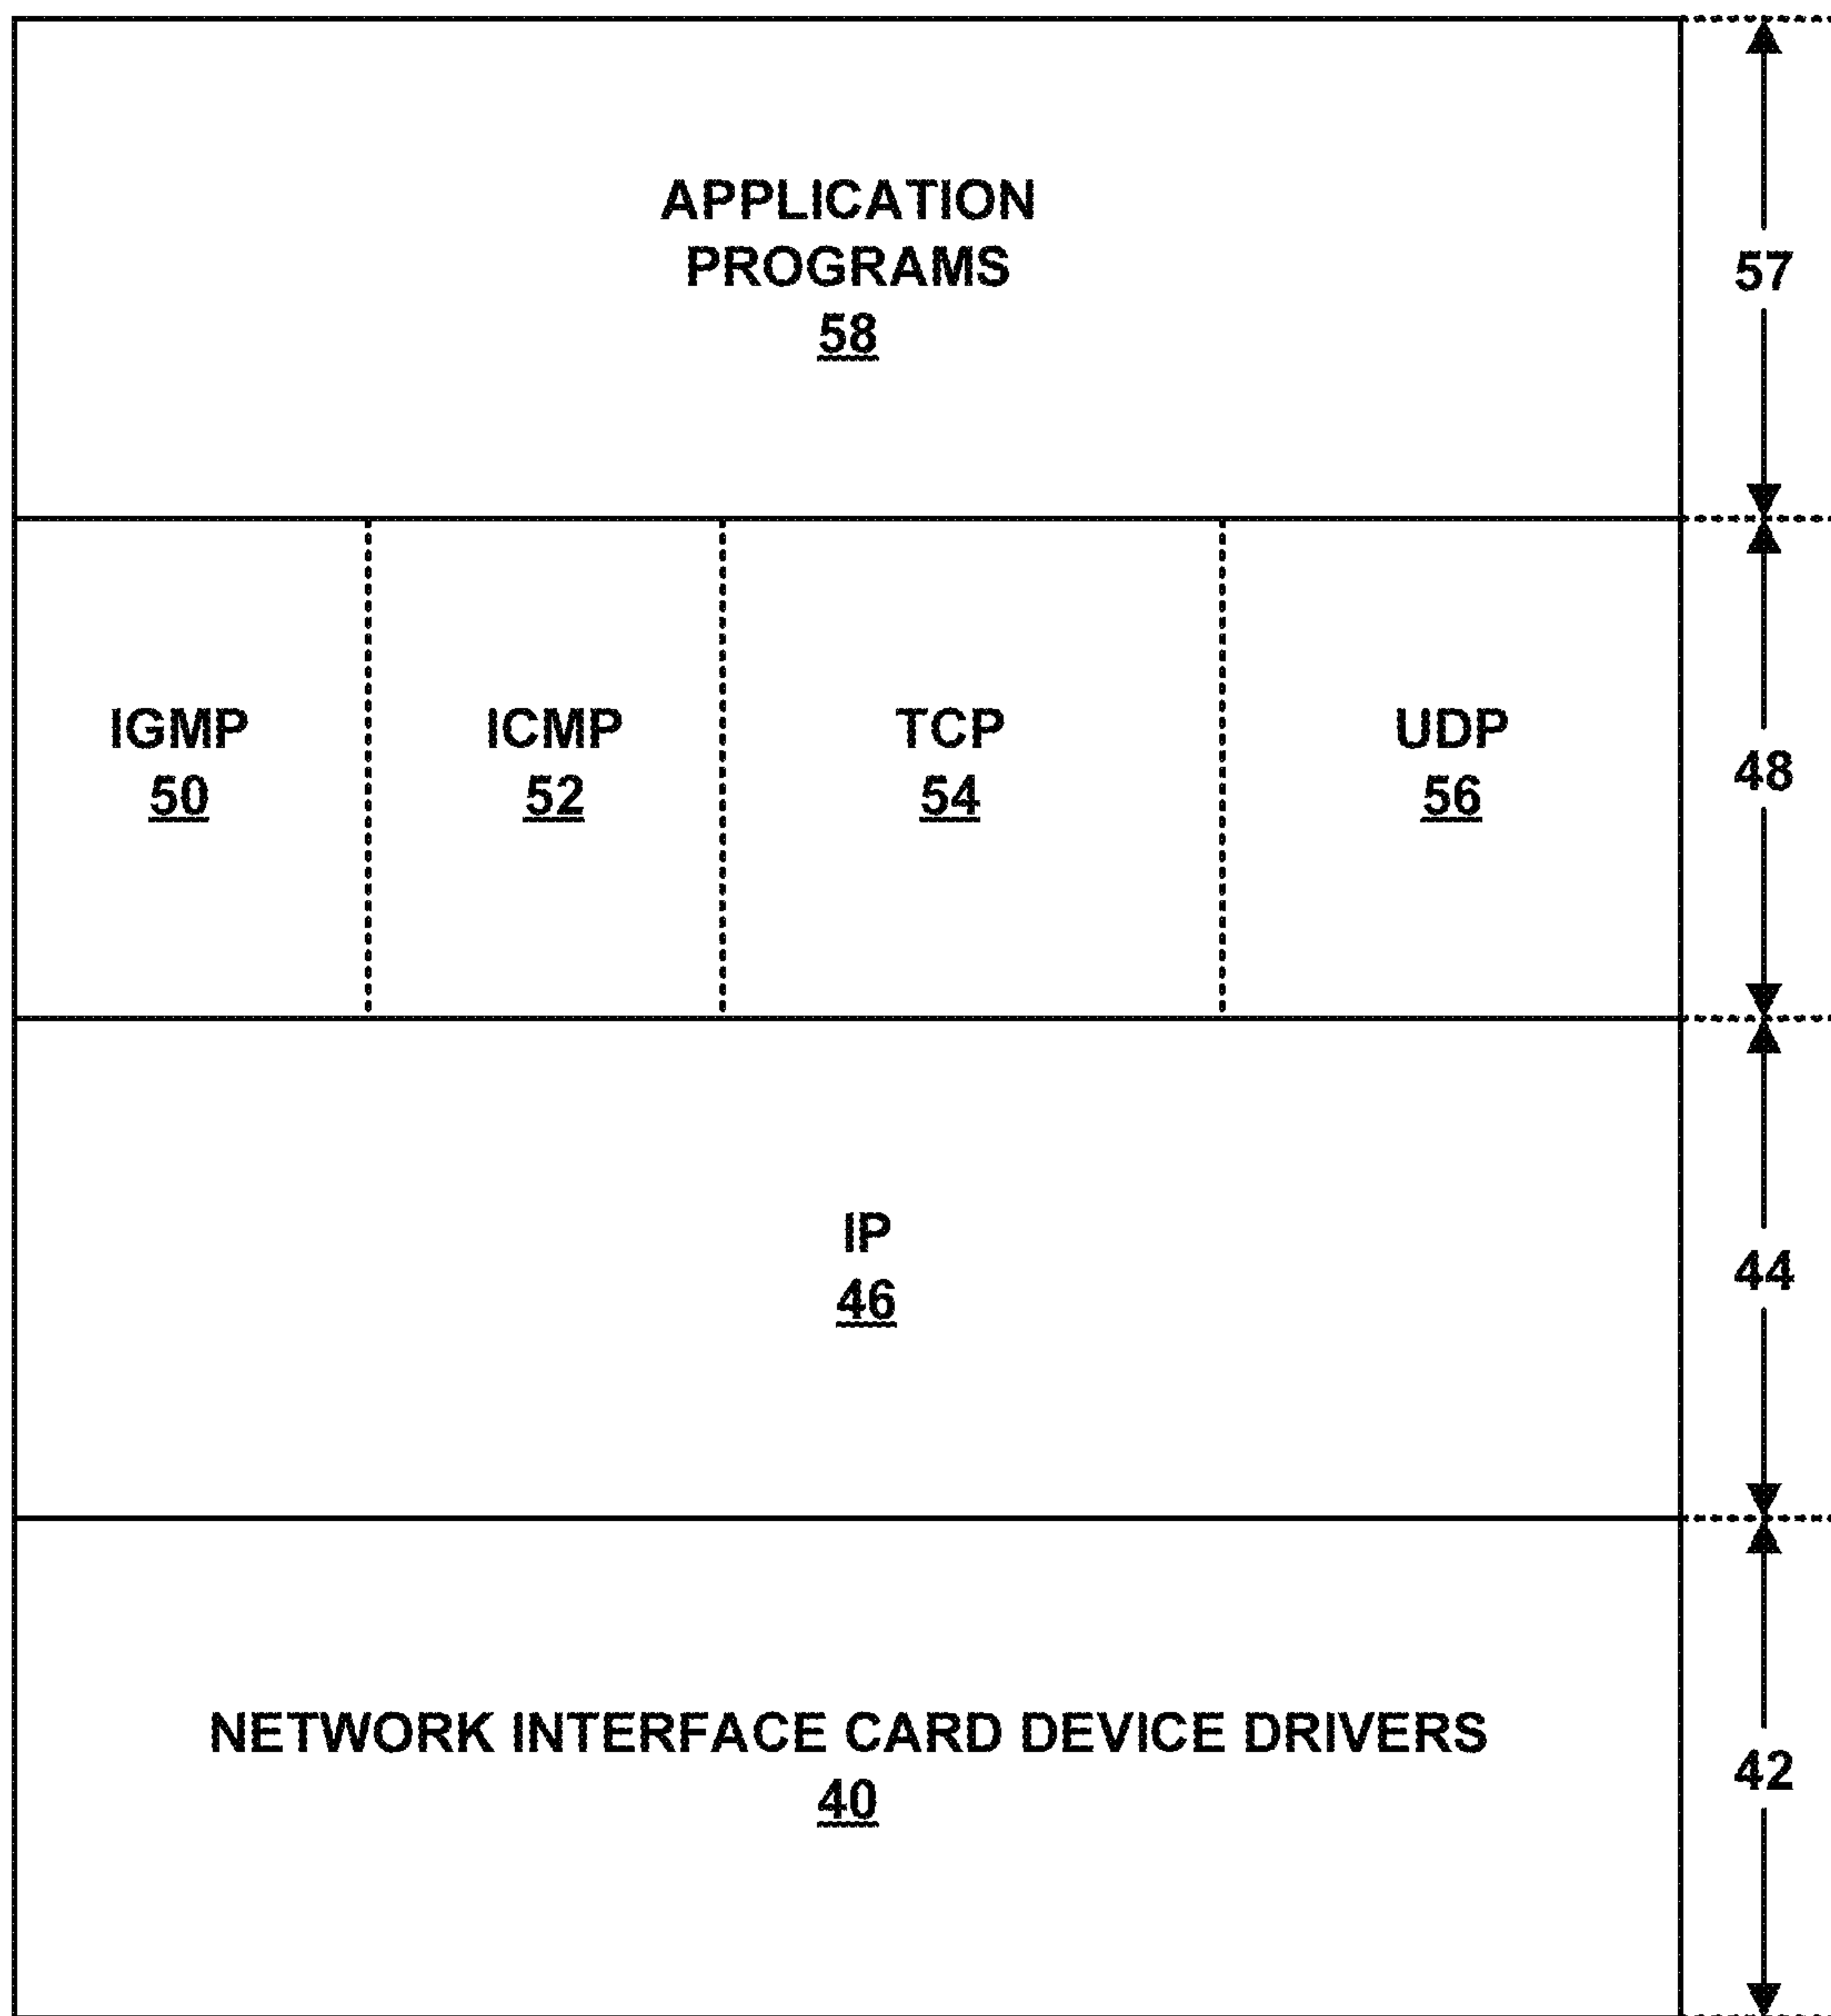 APPLICATION
PROGRAMS
58
57
IGMP
50
ICMP
52
TCP
54
UDP
56
48
IP
46
44
NETWORK INTERFACE CARD DEVICE DRIVERS
40
42